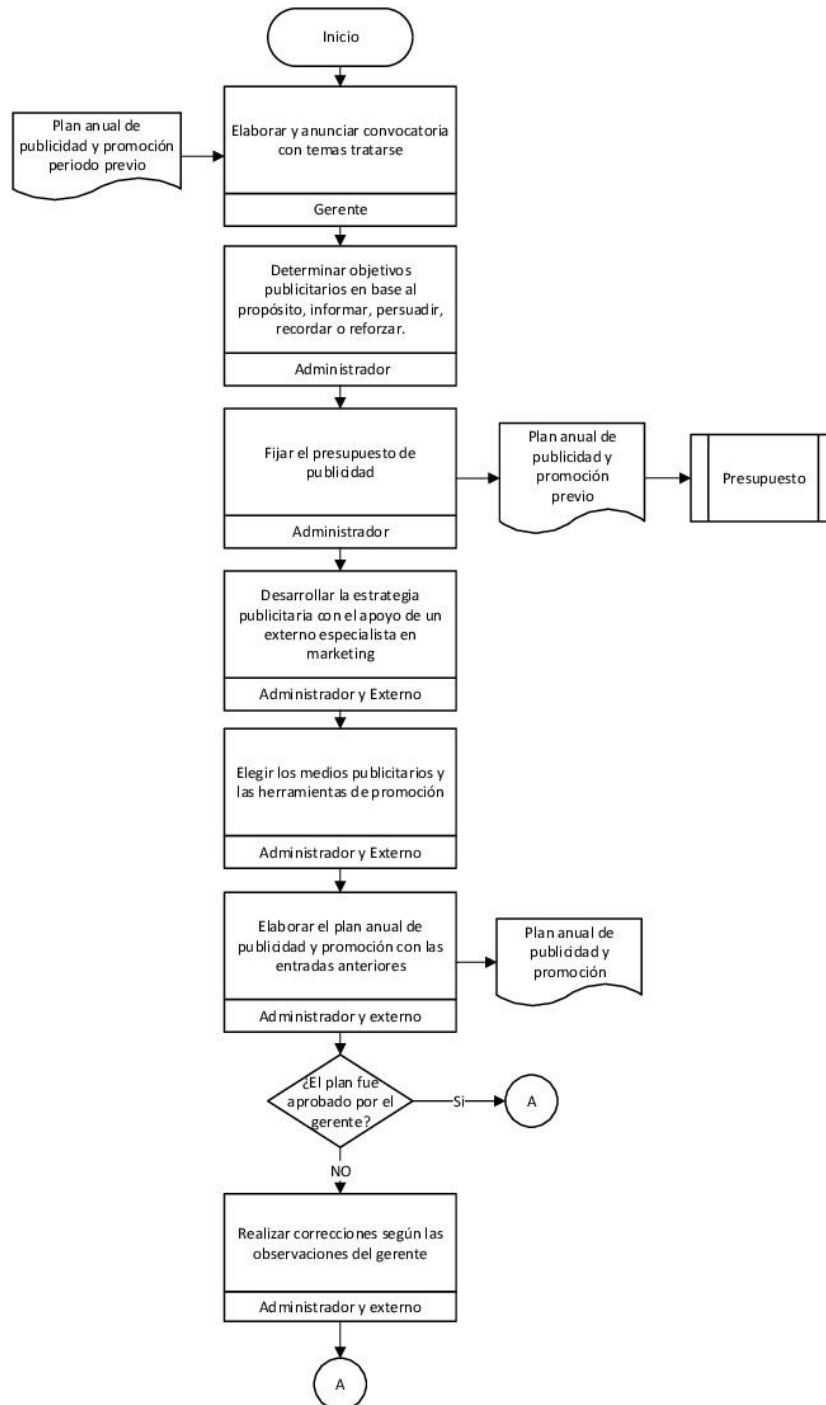 Inicio
Plan anual de
publicidad y promoción
periodo previo
Elaborar y anunciar convocatoria
con temas tratarse
Gerente
Determinar objetivos
publicitarios en base al
propósito, informar, persuadir,
recordar o reforzar.
Administrador
Fijar el presupuesto de
publicidad
Administrador
Plan anual de
publicidad y
promoción
previo
Presupuesto
Desarrollar la estrategia
publicitaria con el apoyo de un
externo especialista en
marketing
Administrador y Externo
Elegir los medios publicitarios y
las herramientas de promoción
Administrador y Externo
Elaborar el plan anual de
publicidad y promoción con las
entradas anteriores
Administrador y externo
Plan anual de
publicidad y
promoción
¿El plan fue
aprobado por el
gerente?
Si
A
NO
Realizar correcciones según las
observaciones del gerente
Administrador y externo
A